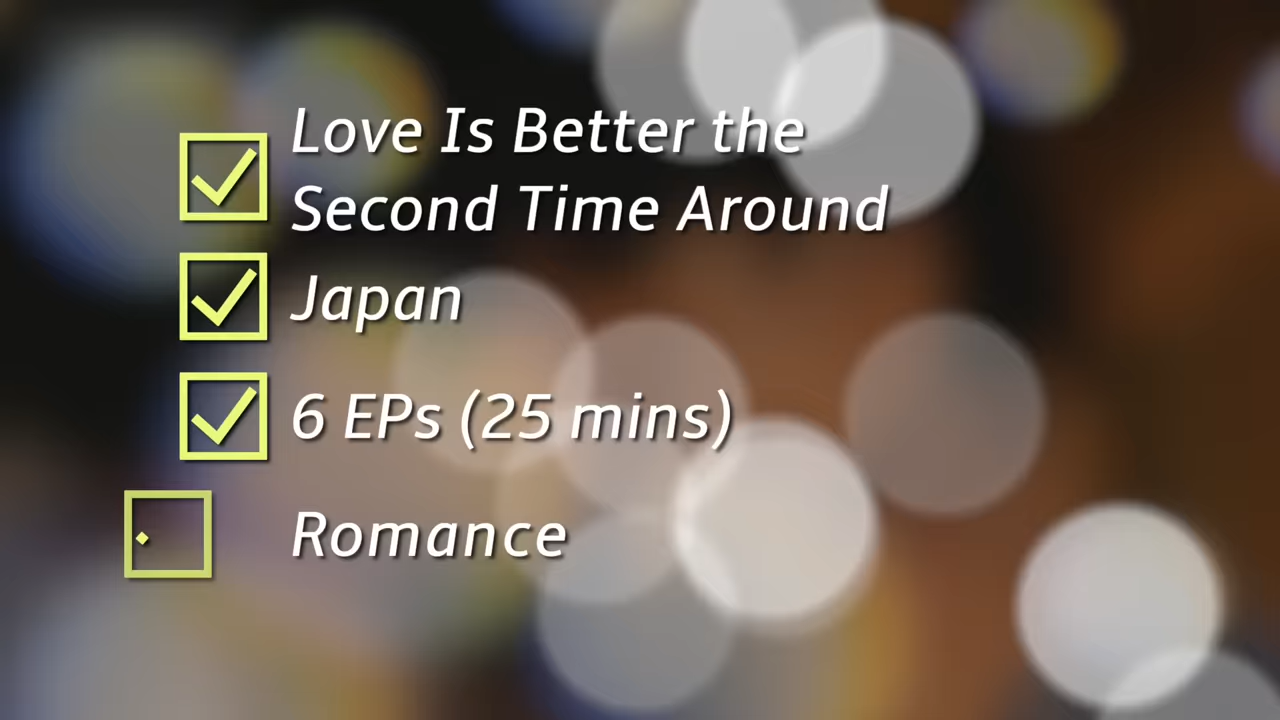 Love Is Better the
Second Time Around
Japan
6 EPs (25 mins)
Romance